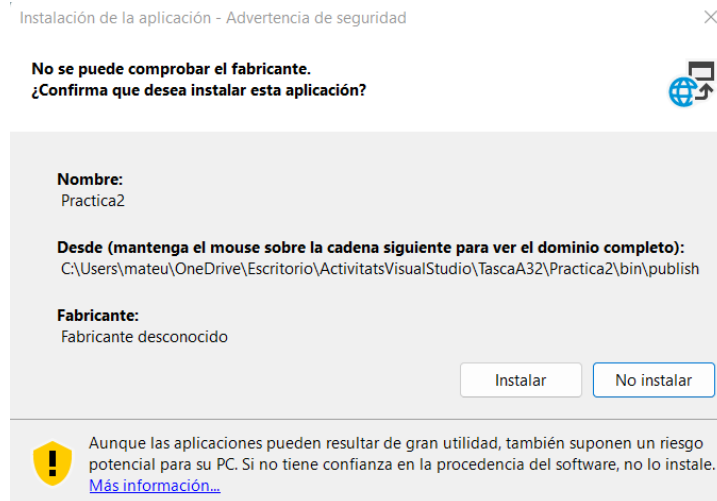 Instalación de la aplicación - Advertencia de seguridad
No se puede comprobar el fabricante.
¿Confirma que desea instalar esta aplicación?
Nombre:
Practica2
Desde (mantenga el mouse sobre la cadena siguiente para ver el dominio completo):
C:\Users\mateu\OneDrive\Escritorio\ActivitatsVisualStudio\TascaA32\Practica2\bin\publish
Fabricante:
Fabricante desconocido
Instalar
No instalar
Aunque las aplicaciones pueden resultar de gran utilidad, también suponen un riesgo
potencial para su PC. Si no tiene confianza en la procedencia del software, no lo instale.
Más información...